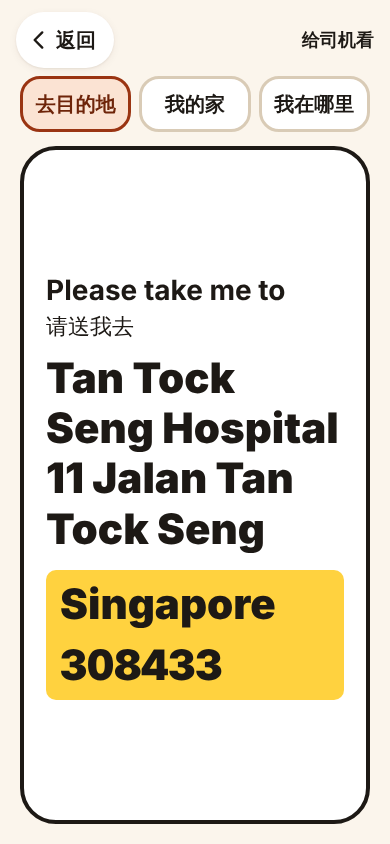 返回
给司机看
去目的地
我的家
我在哪里
Please take me to
请送我去
Tan Tock
Seng Hospital
11 Jalan Tan
Tock Seng
Singapore
308433